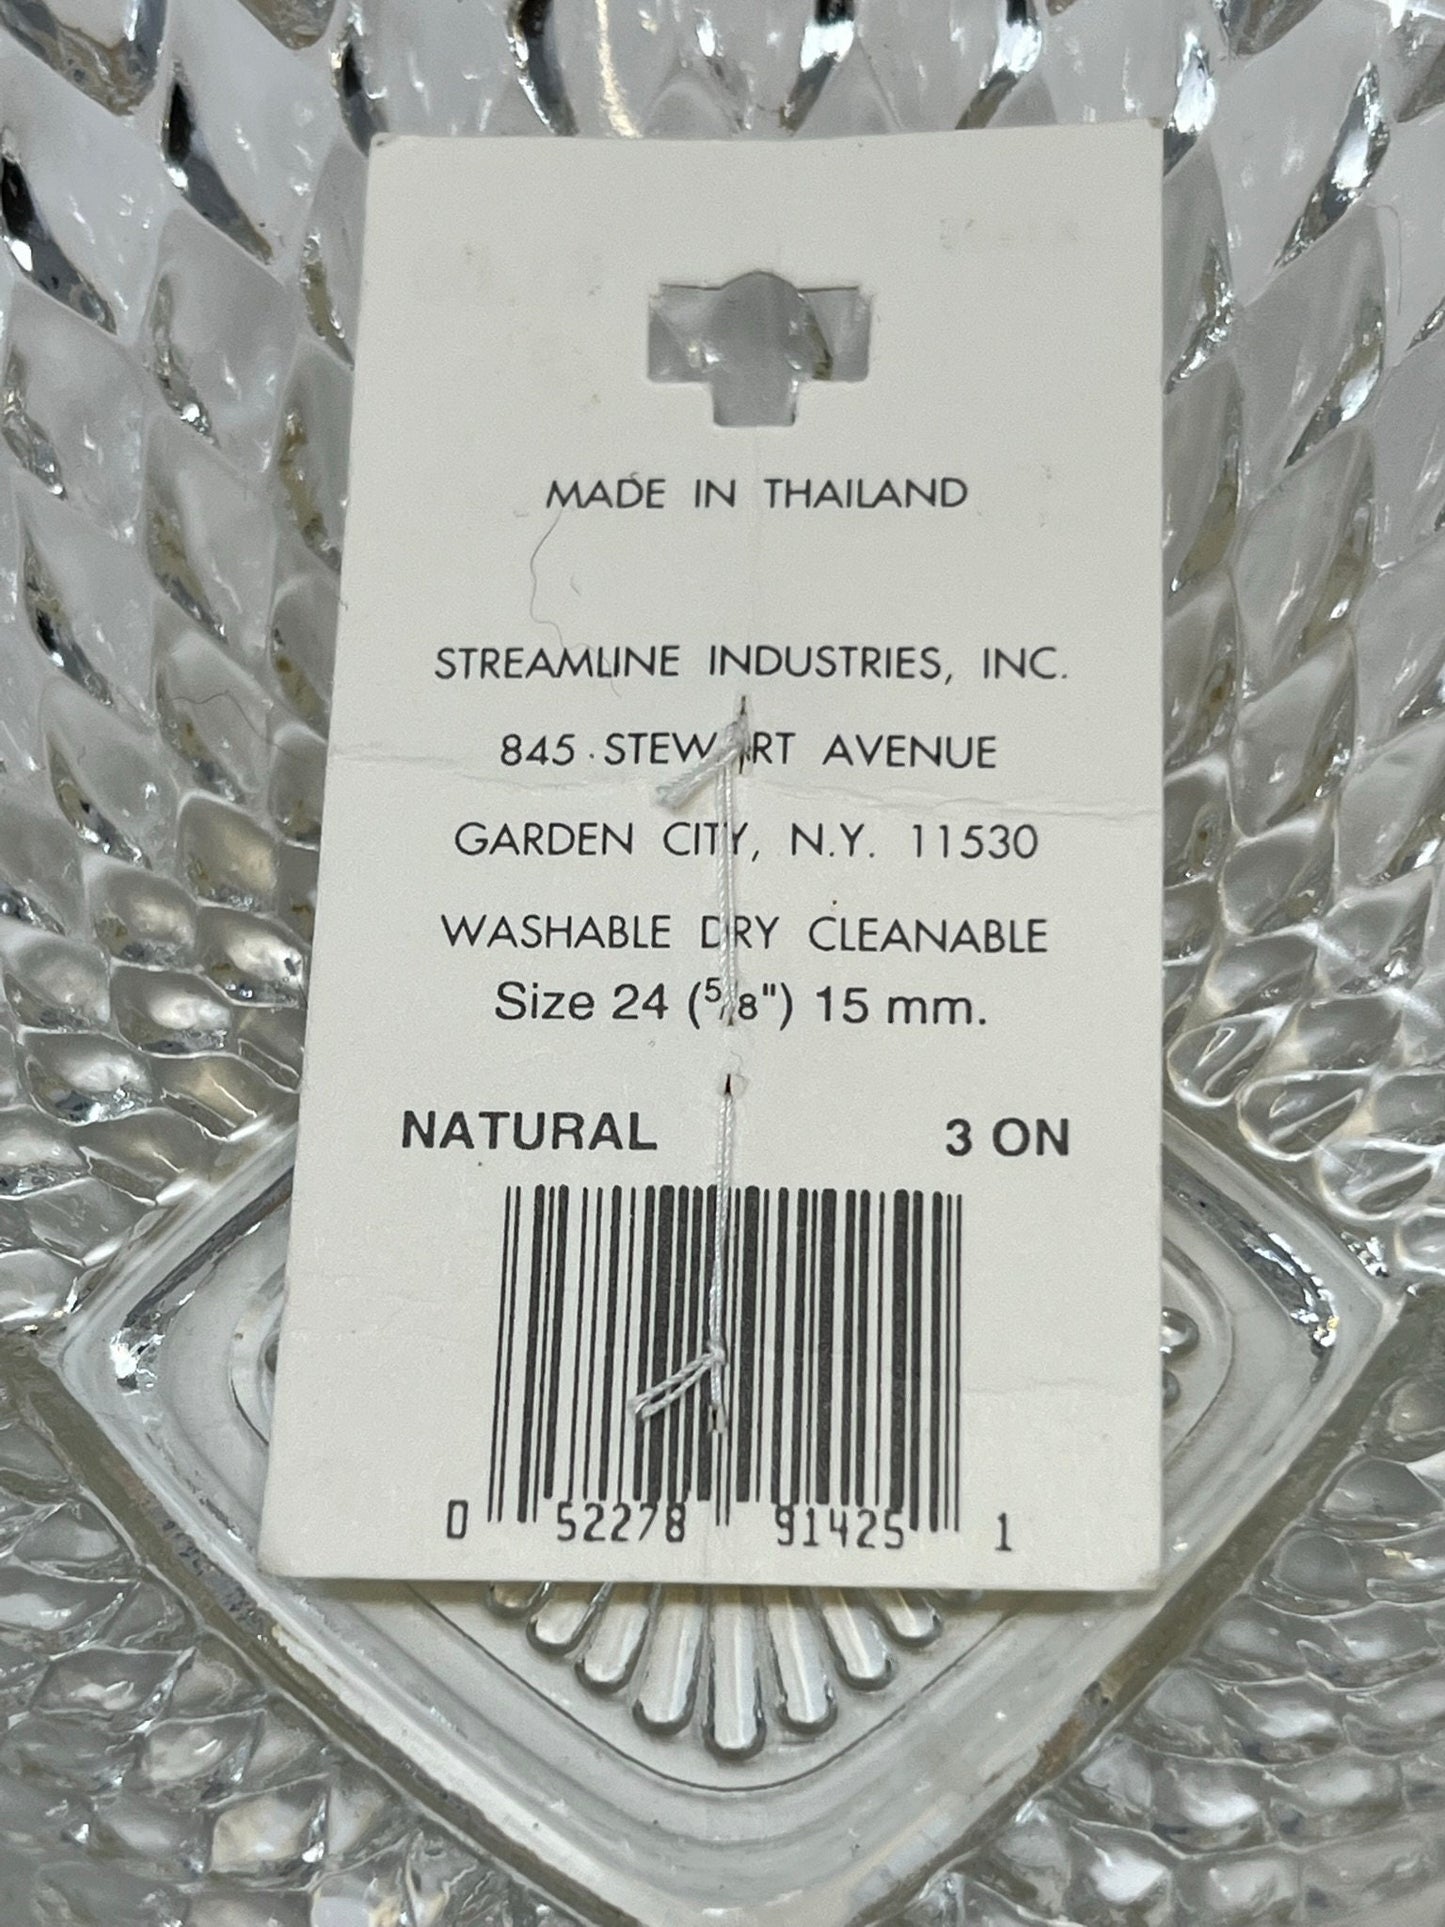 MADE IN THAILAND
STREAMLINE INDUSTRIES, INC.
845 STEWART AVENUE
GARDEN CITY, N.Y. 11530
WASHABLE DRY CLEANABLE
Size 24 (5/8") 15 mm.
NATURAL 3 ON
0 52278 91425 1